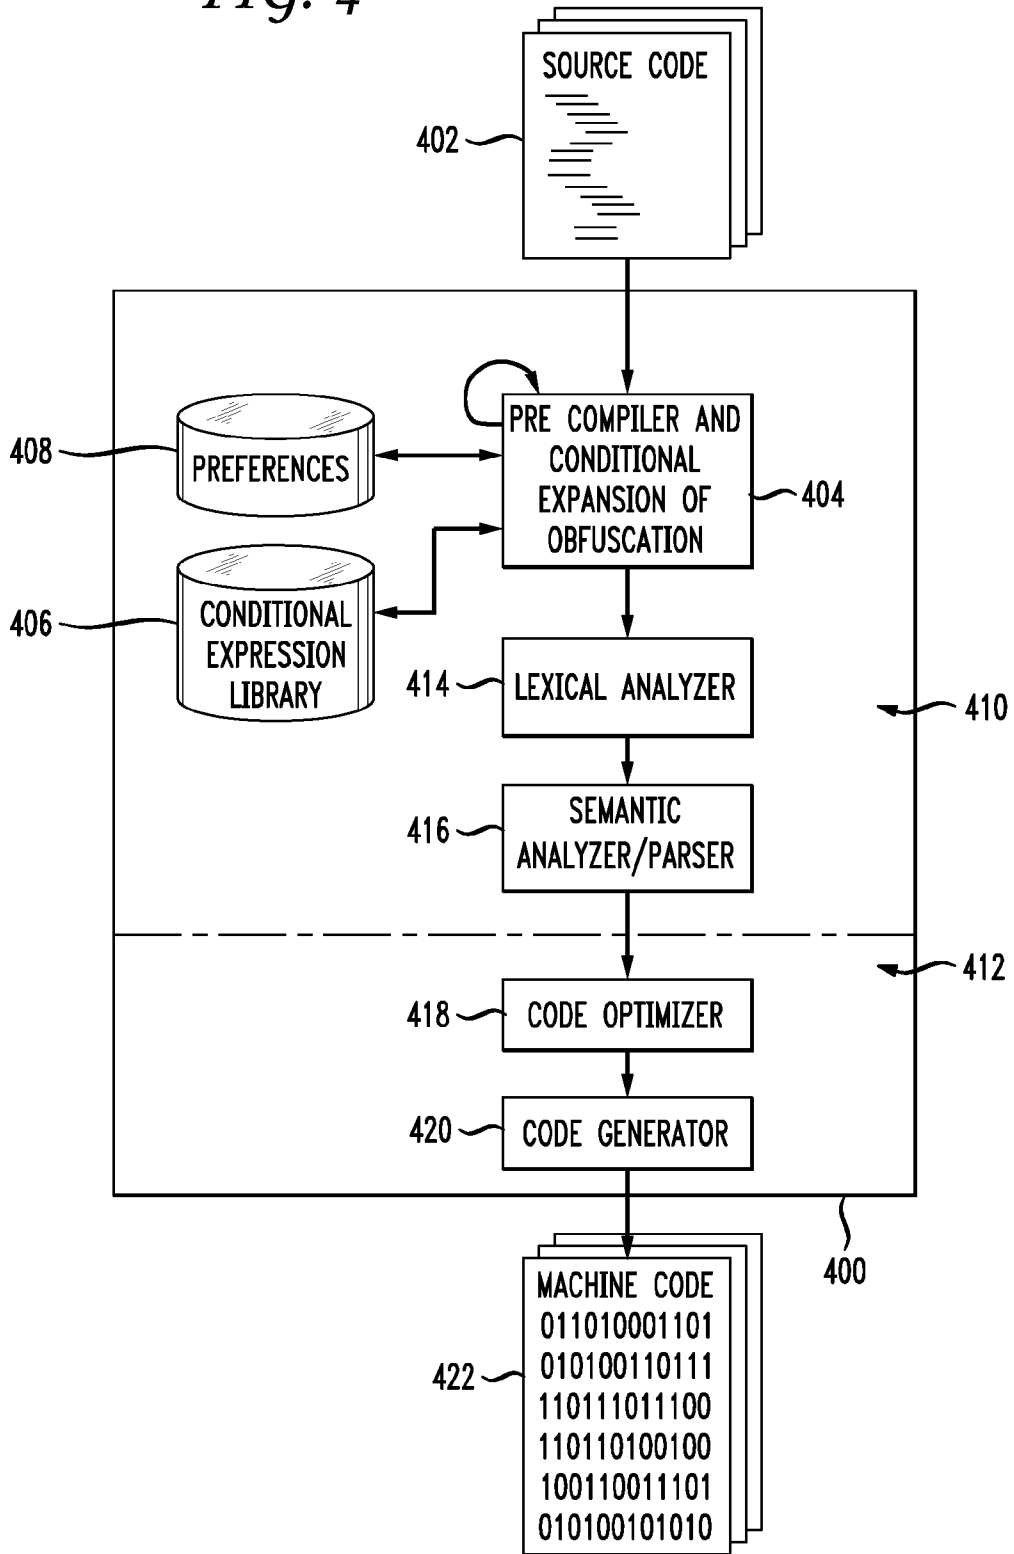 FIG. 4
SOURCE CODE
402
PRE COMPILER AND
CONDITIONAL
EXPANSION OF
OBFUSCATION
404
408
PREFERENCES
406
CONDITIONAL
EXPRESSION
LIBRARY
414
LEXICAL ANALYZER
410
416
SEMANTIC
ANALYZER/PARSER
412
418
CODE OPTIMIZER
420
CODE GENERATOR
400
422
MACHINE CODE
011010001101
010100110111
110111011100
110110100100
100110011101
010100101010